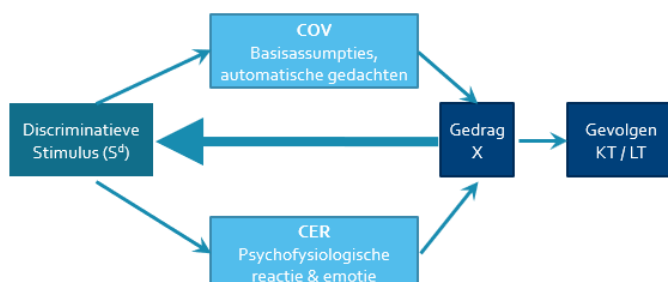 COV
Basisassumpties,
automatische gedachten
Discriminatieve
Stimulus (Sᵈ)
Gedrag
X
Gevolgen
KT / LT
CER
Psychofysiologische
reactie & emotie